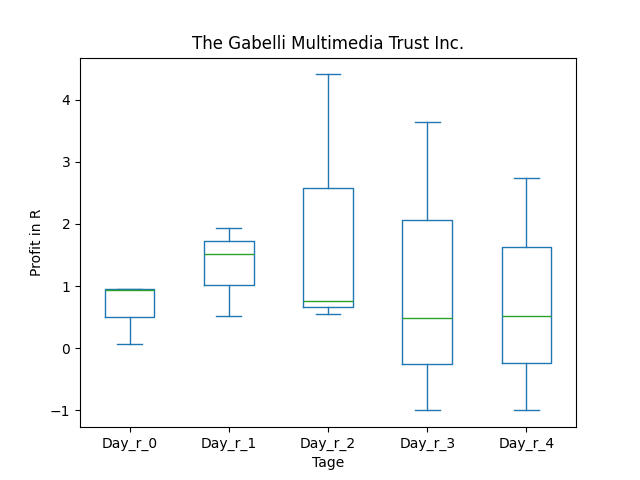 The Gabelli Multimedia Trust Inc.
4
3
2
1
0
−1
Profit in R
Day_r_0 Day_r_1 Day_r_2 Day_r_3 Day_r_4
Tage